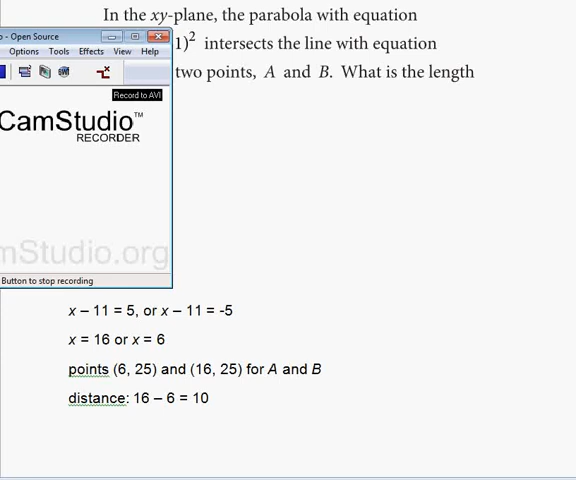 In the xy-plane, the parabola with equation
- Open Source
1)² intersects the line with equation
Options Tools Effects View Help
two points, A and B. What is the length
Record to AVI
CamStudio™
RECORDER
mStudio.org
Button to stop recording
x – 11 = 5, or x – 11 = -5
x = 16 or x = 6
points (6, 25) and (16, 25) for A and B
distance: 16 – 6 = 10